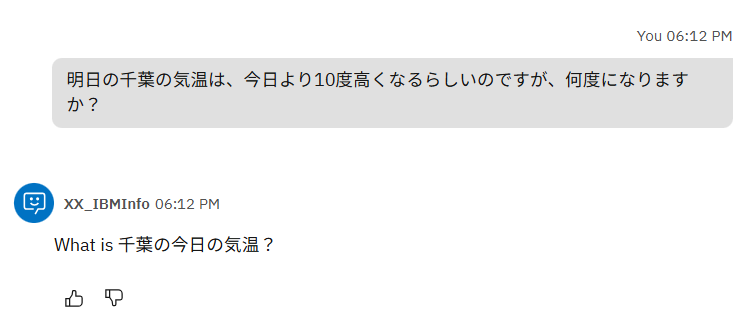 You 06:12 PM
明日の千葉の気温は、今日より10度高くなるらしいのですが、何度になります
か？
XX_IBMInfo 06:12 PM
What is 千葉の今日の気温？